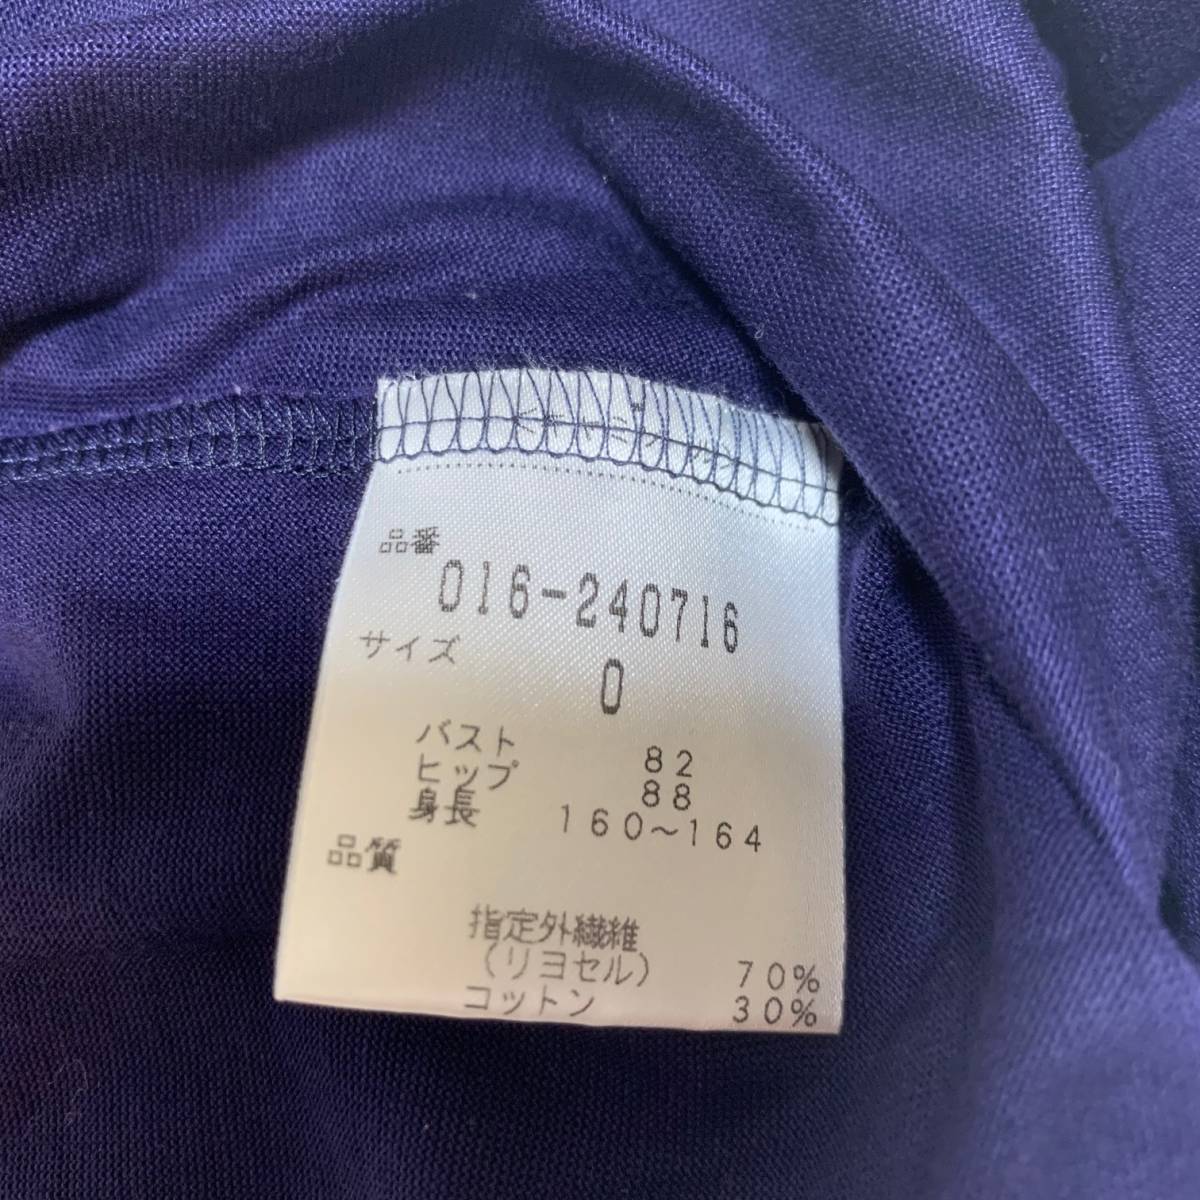 品番
016-240716
サイズ
0
バスト 82
ヒップ 88
身長 160～164
品質
指定外繊維
（リヨセル） 70%
コットン 30%